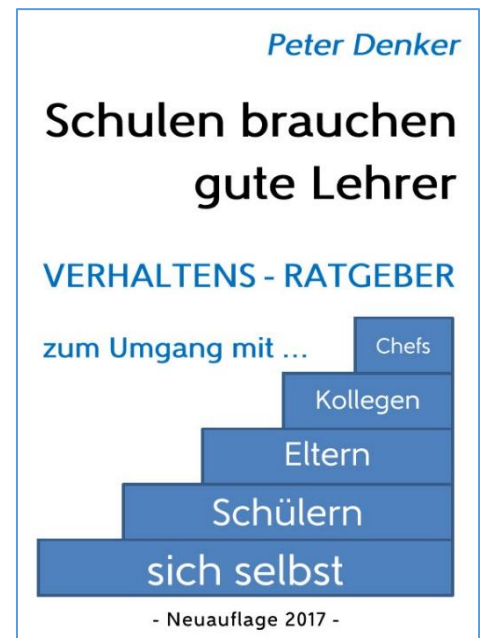 Peter Denker
Schulen brauchen
gute Lehrer
VERHALTENS - RATGEBER
zum Umgang mit ...
Chefs
Kollegen
Eltern
Schülern
sich selbst
- Neuauflage 2017 -